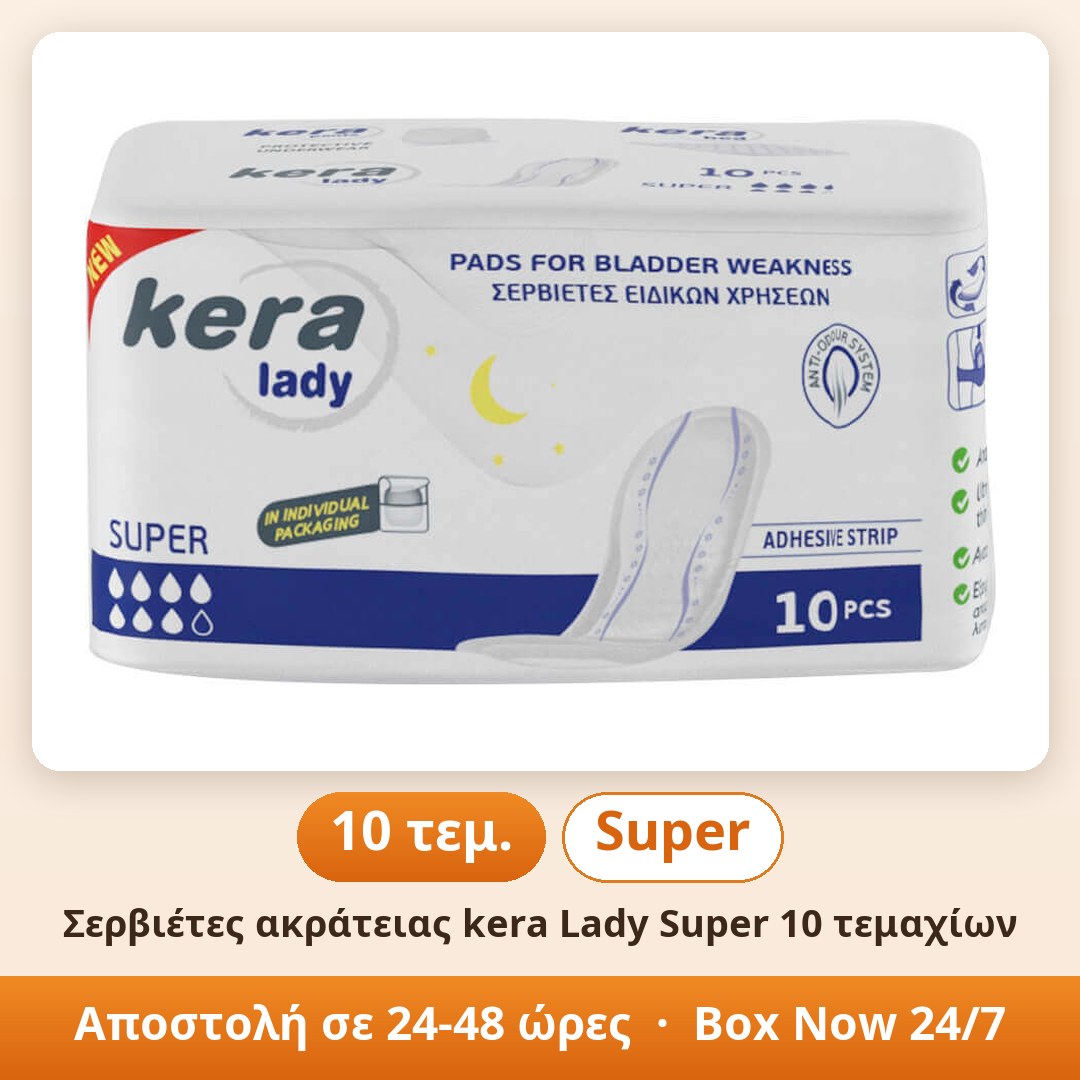 kera
PROTECTIVE
UNDERWEAR
kera
lady
kera
bed
10 PCS
SUPER
NEW
kera
lady
PADS FOR BLADDER WEAKNESS
ΣΕΡΒΙΕΤΕΣ ΕΙΔΙΚΩΝ ΧΡΗΣΕΩΝ
ANTI-ODOUR SYSTEM
IN INDIVIDUAL
PACKAGING
SUPER
ADHESIVE STRIP
10 PCS
10 τεμ.
Super
Σερβιέτες ακράτειας kera Lady Super 10 τεμαχίων
Αποστολή σε 24-48 ώρες · Box Now 24/7